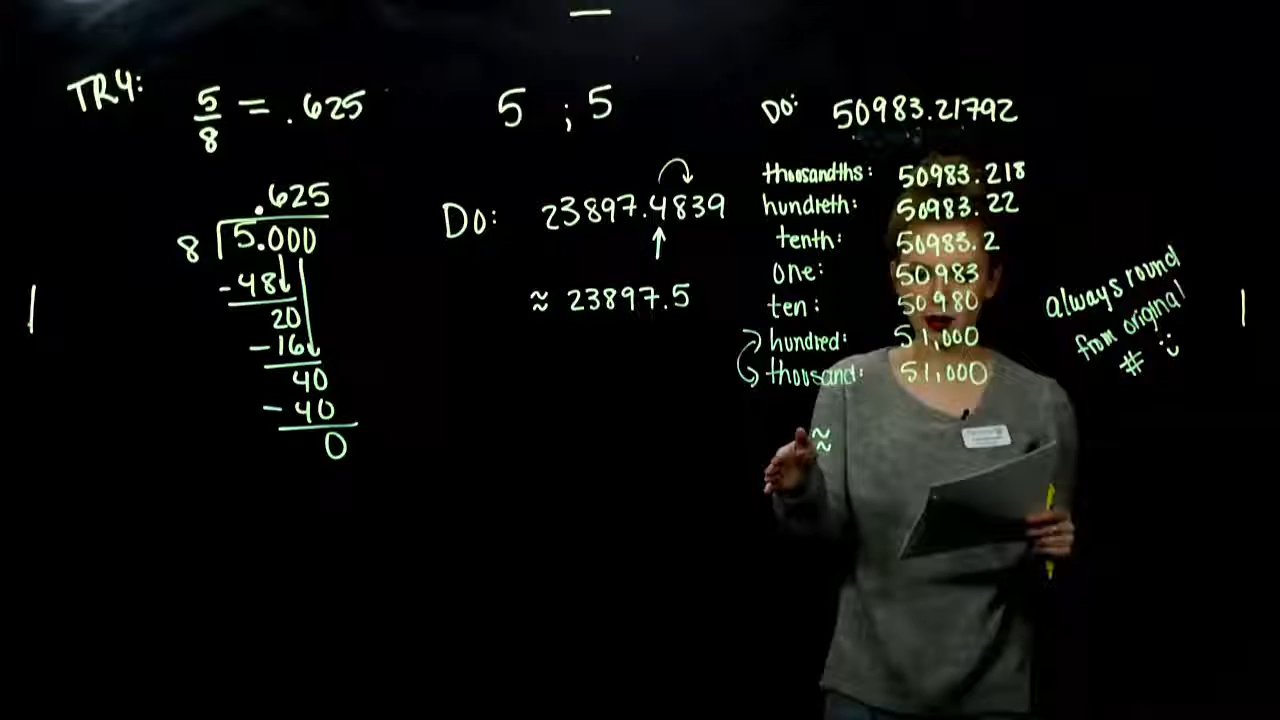 TRY:
5/8 = .625
.625
8 5.000
-48
20
-16
40
- 40
0
5 ; 5
DO: 23897.4839
≈ 23897.5
DO: 50983.21792
thousandths: 50983.218
hundreth: 50983.22
tenth: 50983.2
one: 50983
ten: 50980
hundred: 51,000
thousand: 51,000
≈
always round
from original
#